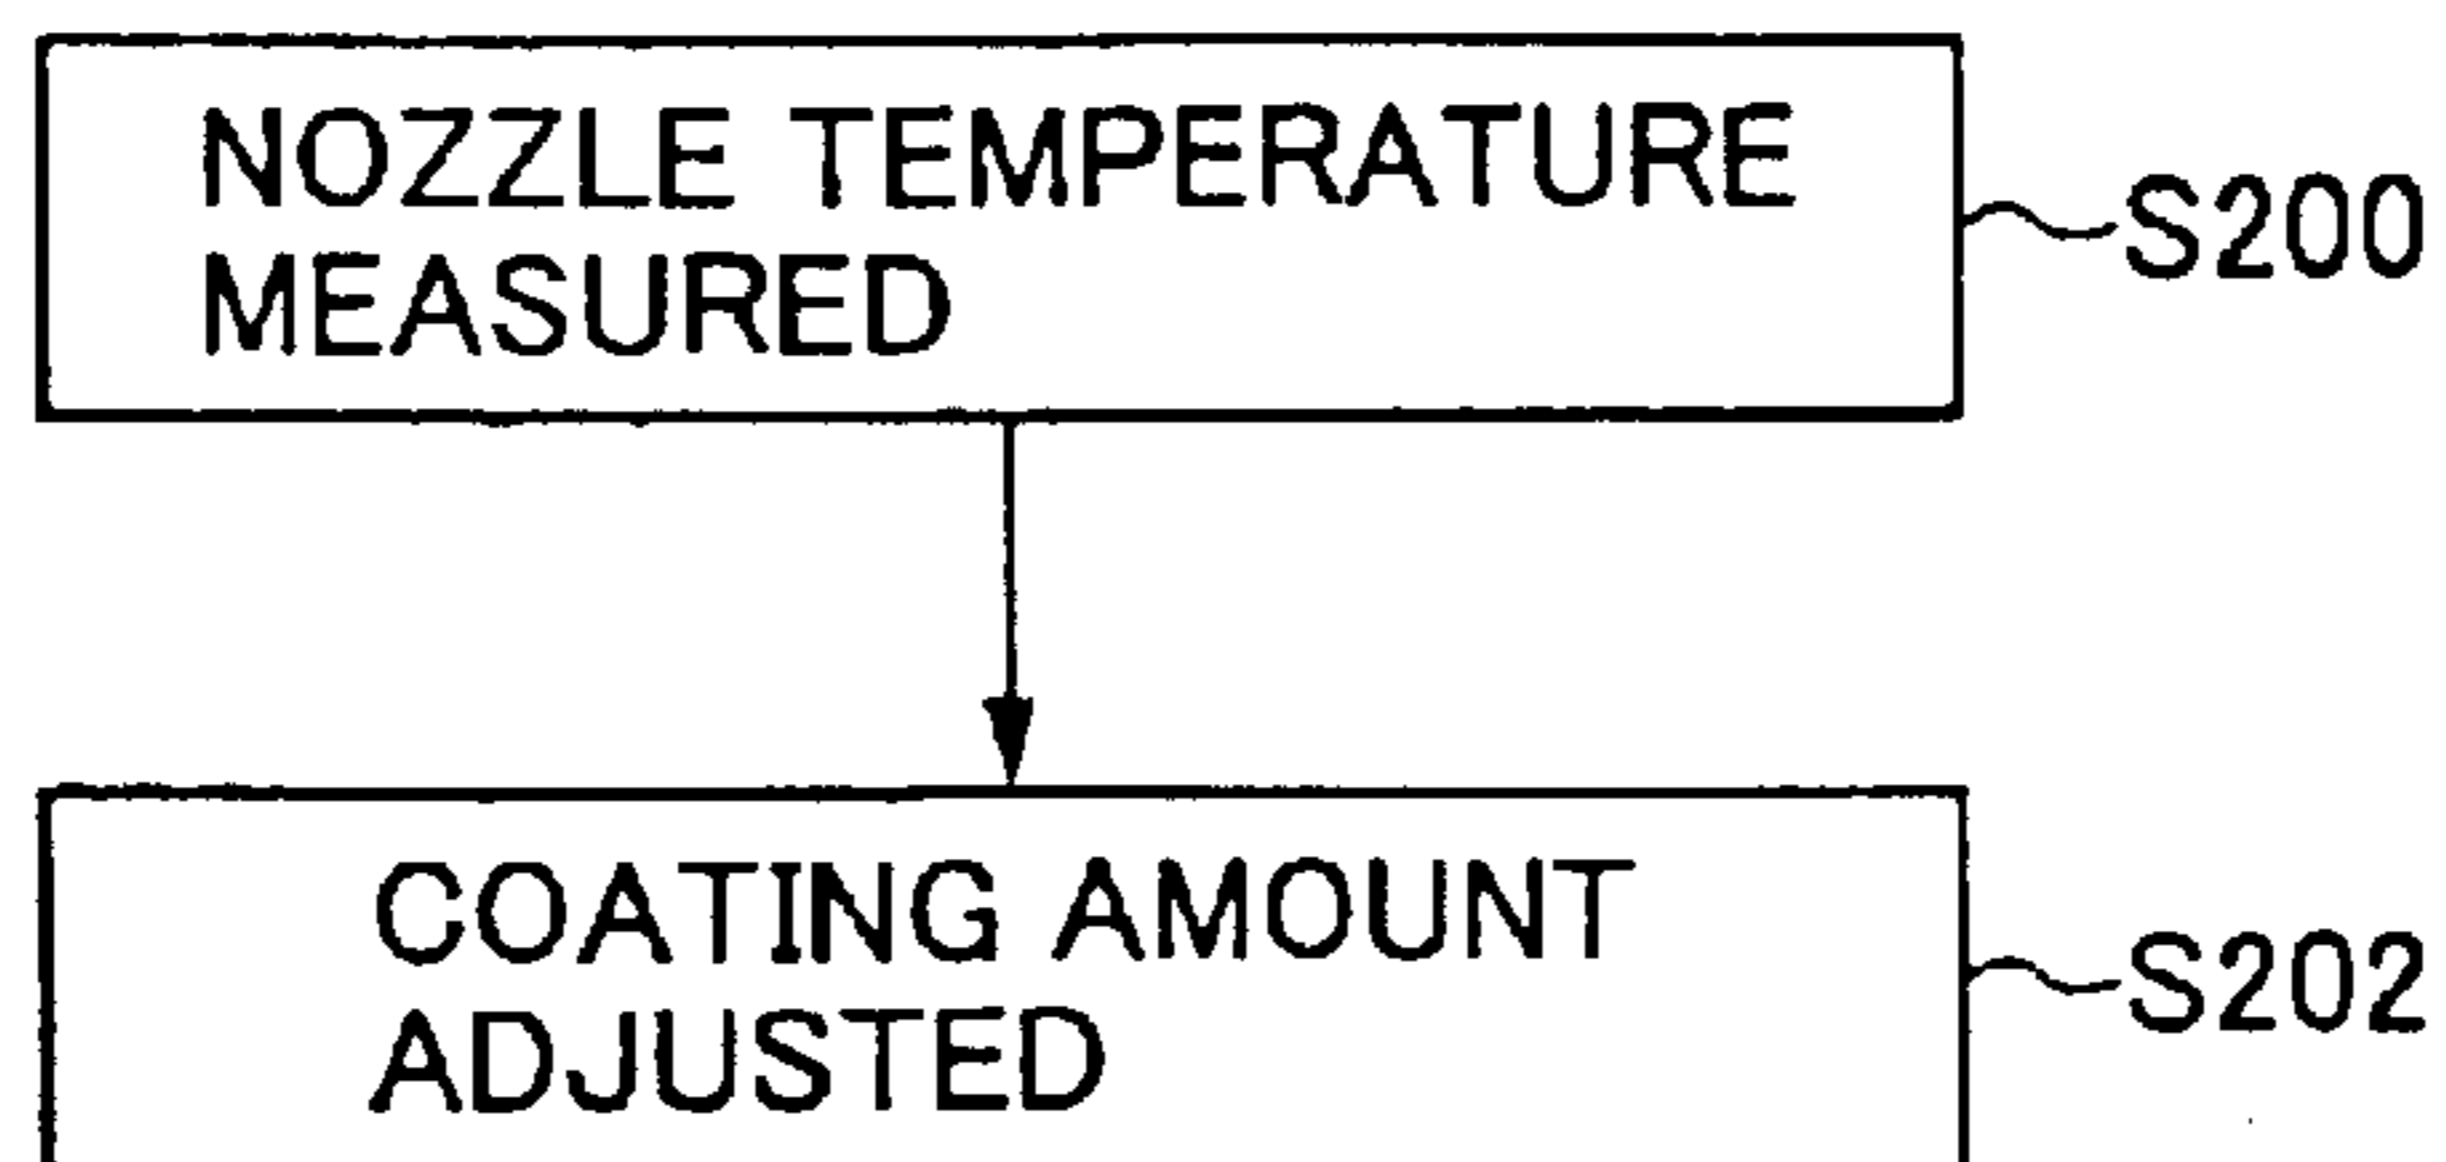 NOZZLE TEMPERATURE
MEASURED
S200
COATING AMOUNT
ADJUSTED
S202